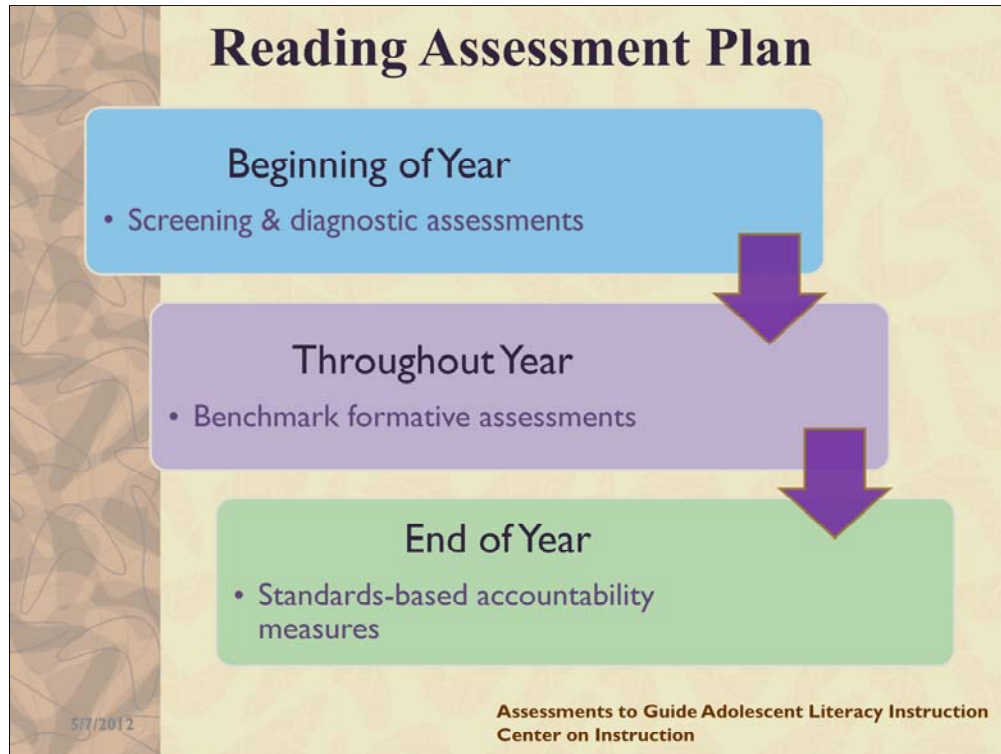 Reading Assessment Plan
Beginning of Year
• Screening & diagnostic assessments
Throughout Year
• Benchmark formative assessments
End of Year
• Standards-based accountability
measures
5/7/2012
Assessments to Guide Adolescent Literacy Instruction
Center on Instruction